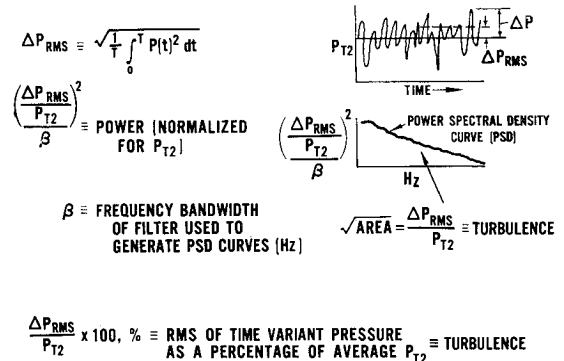 ΔP_RMS ≡ √(1/T ∫₀ᵀ P(t)² dt)
P_T2
ΔP
ΔP_RMS
TIME
((ΔP_RMS/P_T2)/β)² ≡ POWER (NORMALIZED
FOR P_T2)
((ΔP_RMS/P_T2)/β)²
POWER SPECTRAL DENSITY
CURVE (PSD)
Hz
β ≡ FREQUENCY BANDWIDTH
OF FILTER USED TO
GENERATE PSD CURVES (Hz)
√AREA = ΔP_RMS/P_T2 ≡ TURBULENCE
ΔP_RMS/P_T2 x 100, % ≡ RMS OF TIME VARIANT PRESSURE
AS A PERCENTAGE OF AVERAGE P_T2 ≡ TURBULENCE